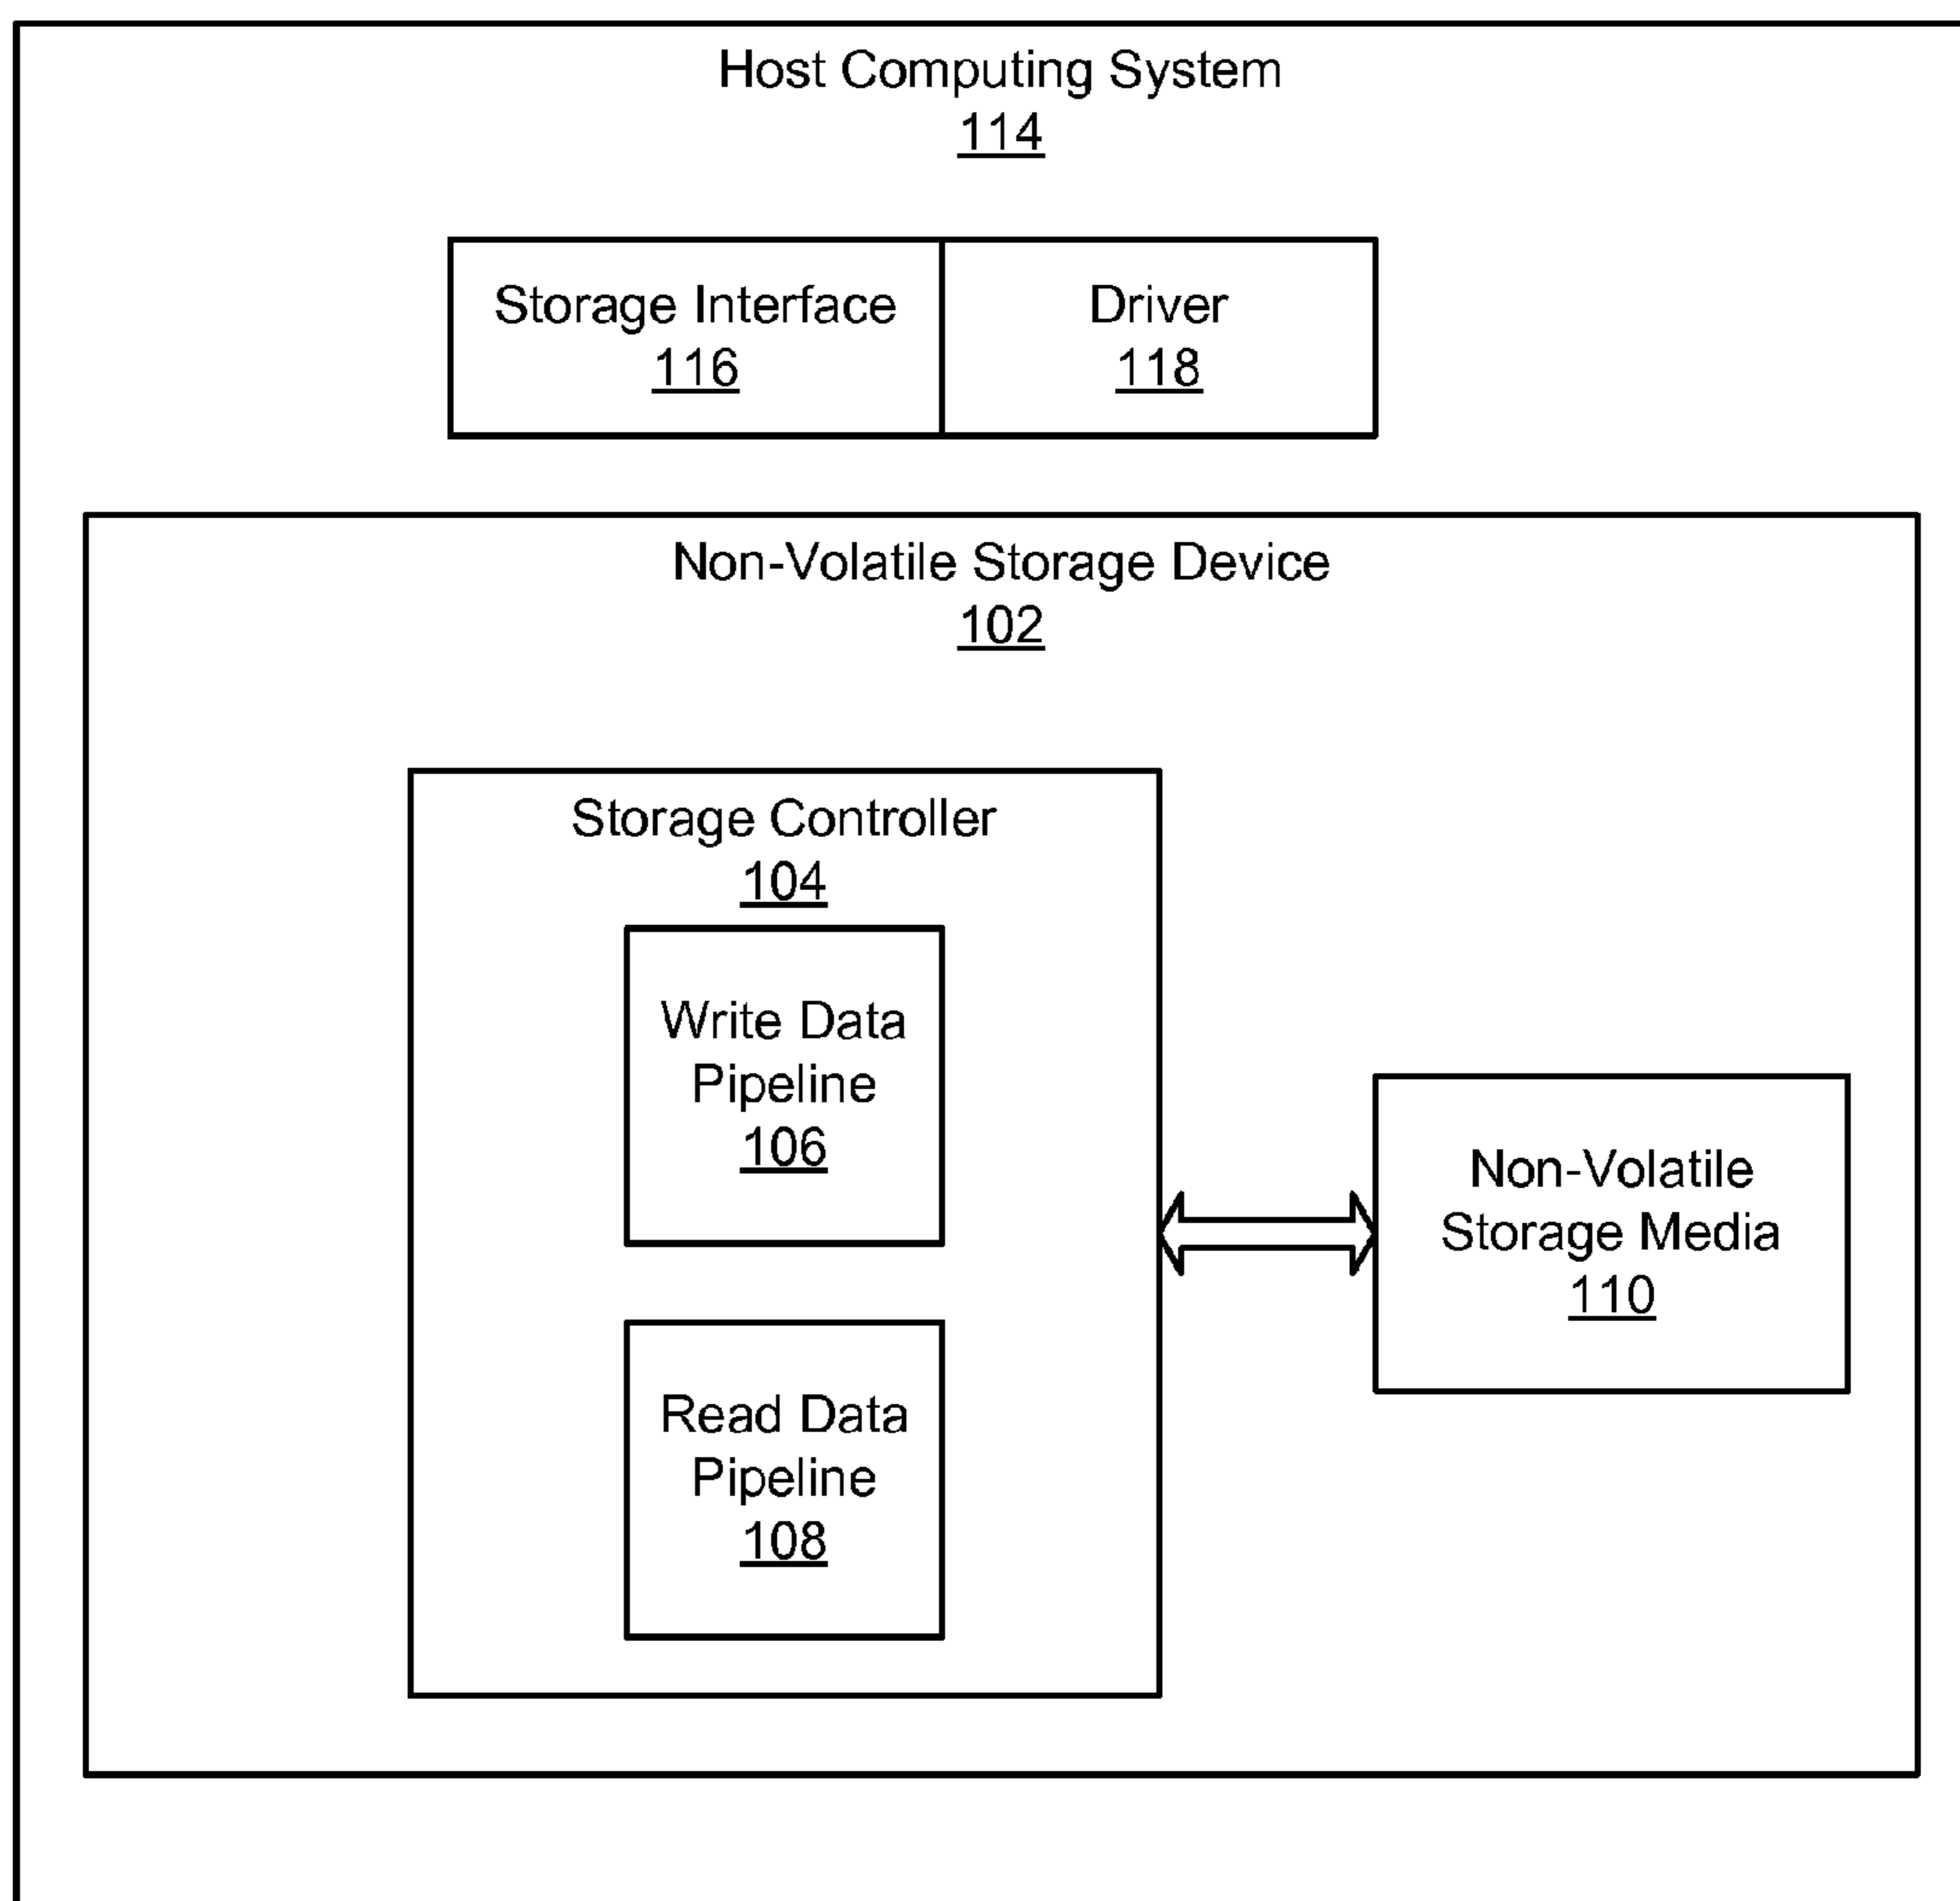 Host Computing System
114
Storage Interface
116
Driver
118
Non-Volatile Storage Device
102
Storage Controller
104
Write Data
Pipeline
106
Read Data
Pipeline
108
Non-Volatile
Storage Media
110